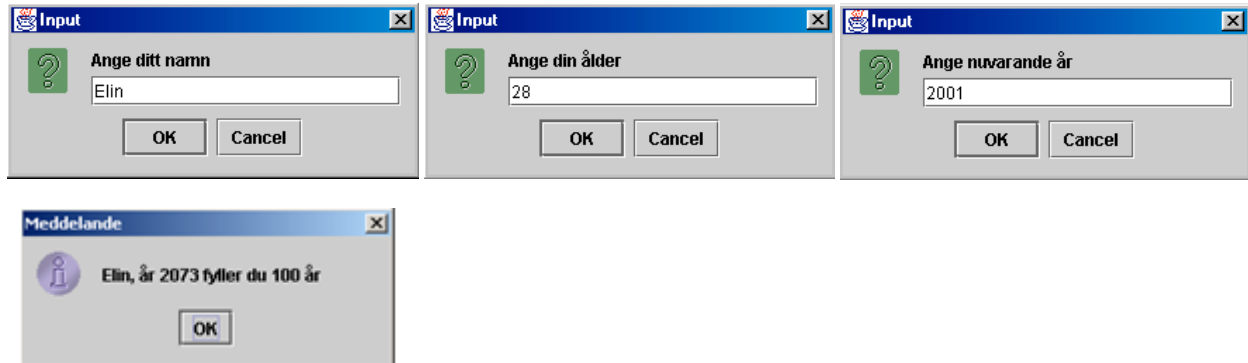 Input
Ange ditt namn
Elin
OK Cancel
Input
Ange din ålder
28
OK Cancel
Input
Ange nuvarande år
2001
OK Cancel
Meddelande
Elin, år 2073 fyller du 100 år
OK